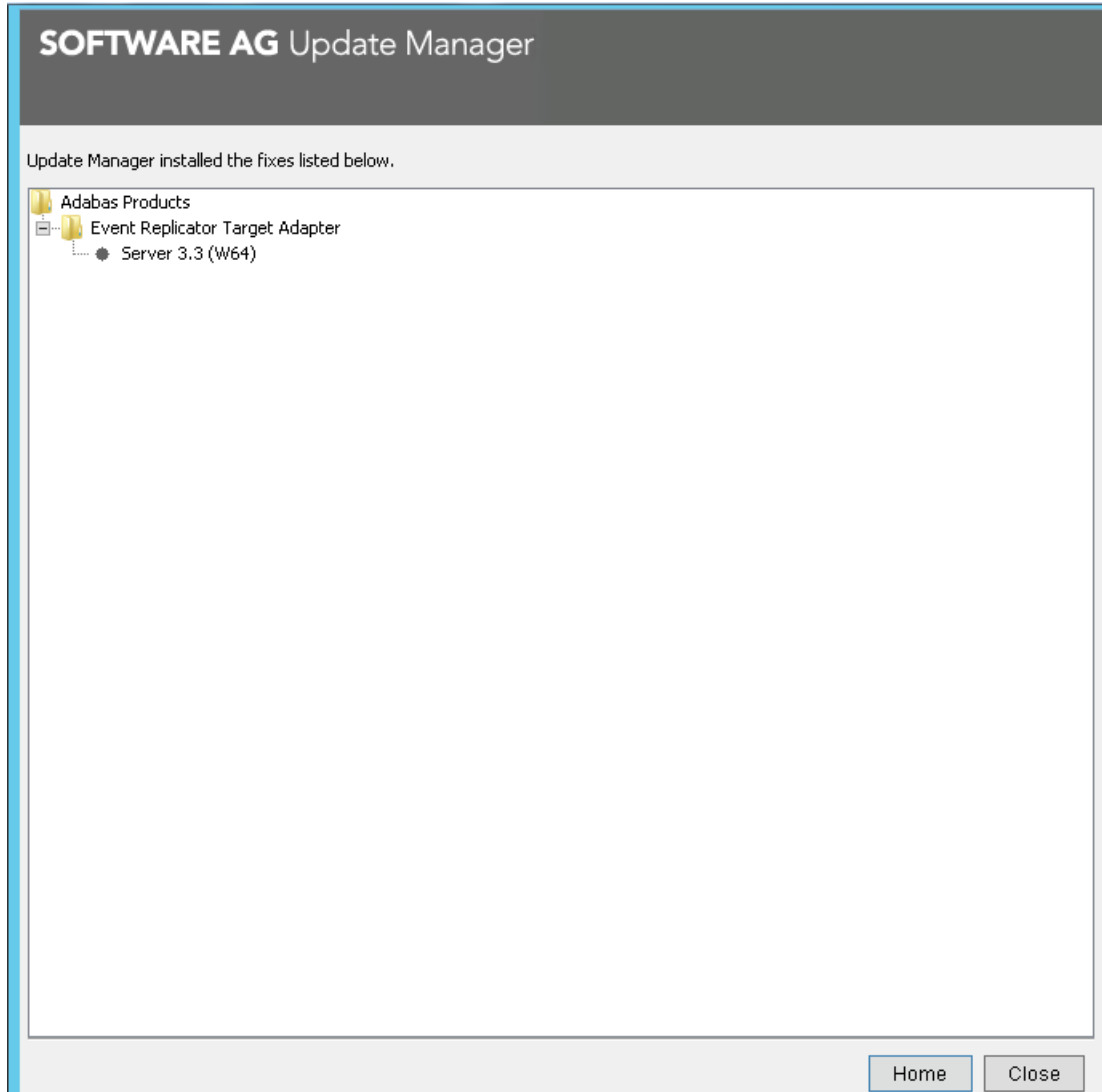 SOFTWARE AG Update Manager
Update Manager installed the fixes listed below.
Adabas Products
Event Replicator Target Adapter
Server 3.3 (W64)
Home Close